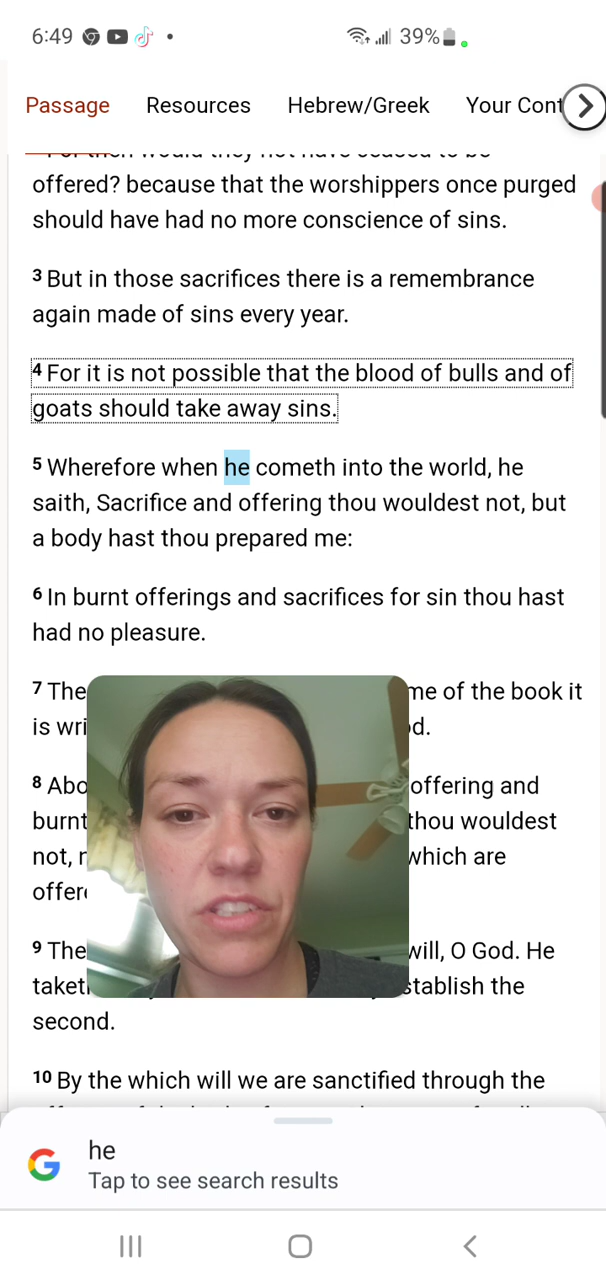 6:49
39%
Passage Resources Hebrew/Greek Your Cont
offered? because that the worshippers once purged
should have had no more conscience of sins.
3 But in those sacrifices there is a remembrance
again made of sins every year.
4 For it is not possible that the blood of bulls and of
goats should take away sins.
5 Wherefore when he cometh into the world, he
saith, Sacrifice and offering thou wouldest not, but
a body hast thou prepared me:
6 In burnt offerings and sacrifices for sin thou hast
had no pleasure.
7 The me of the book it
is wri od.
8 Abo offering and
burnt thou wouldest
not, which are
offere
9 The will, O God. He
taket stablish the
second.
10 By the which will we are sanctified through the
he
Tap to see search results